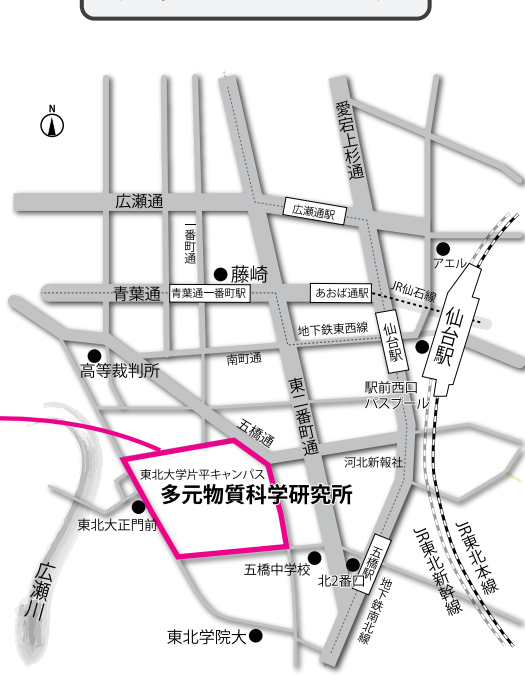 N
愛宕上杉通
広瀬通
広瀬通駅
一番町通
アエル
藤崎
青葉通
青葉通一番町駅
あおば通駅
JR仙石線
仙台駅
地下鉄東西線
仙台駅
南町通
高等裁判所
駅前西口
バスプール
東二番町通
五橋通
河北新報社
東北大学片平キャンパス
多元物質科学研究所
東北大正門前
JR東北本線
JR東北新幹線
五橋駅
五橋中学校
北2番口
地下鉄南北線
広瀬川
東北学院大